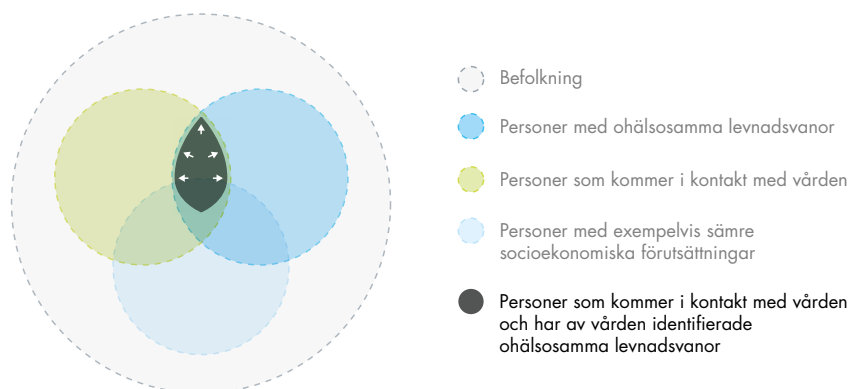 Befolkning
Personer med ohälsosamma levnadsvanor
Personer som kommer i kontakt med vården
Personer med exempelvis sämre
socioekonomiska förutsättningar
Personer som kommer i kontakt med vården
och har av vården identifierade
ohälsosamma levnadsvanor